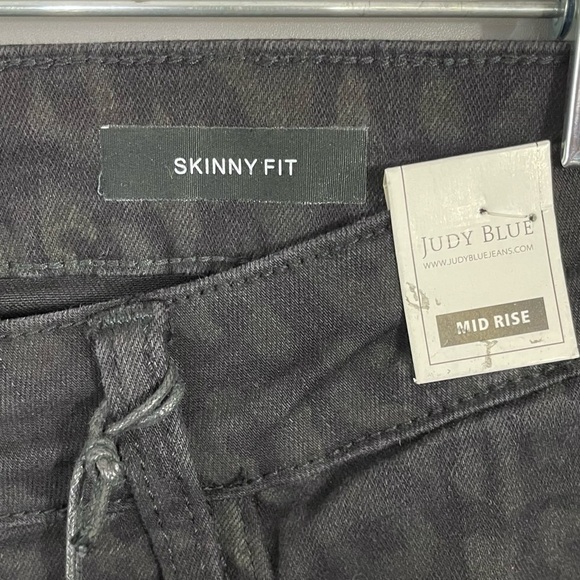 SKINNY FIT
JUDY BLUE
WWW.JUDYBLUEJEANS.COM
MID RISE